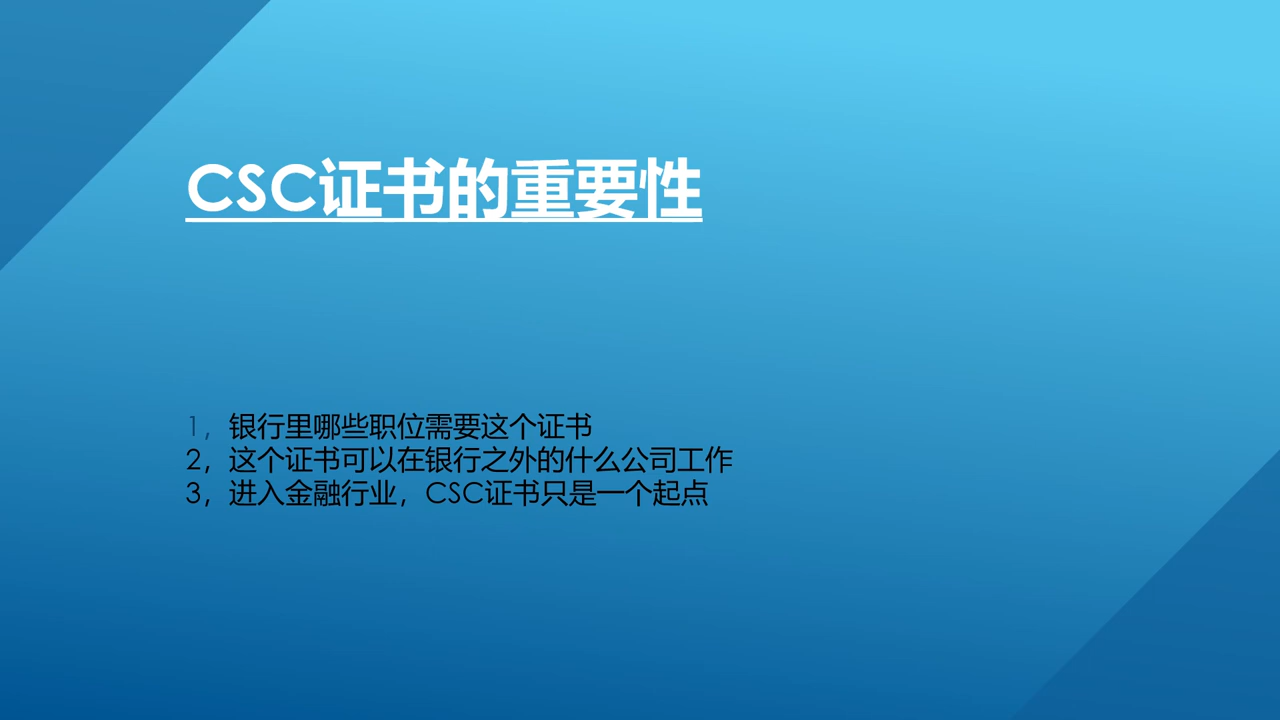 CSC证书的重要性
1，银行里哪些职位需要这个证书
2，这个证书可以在银行之外的什么公司工作
3，进入金融行业，CSC证书只是一个起点